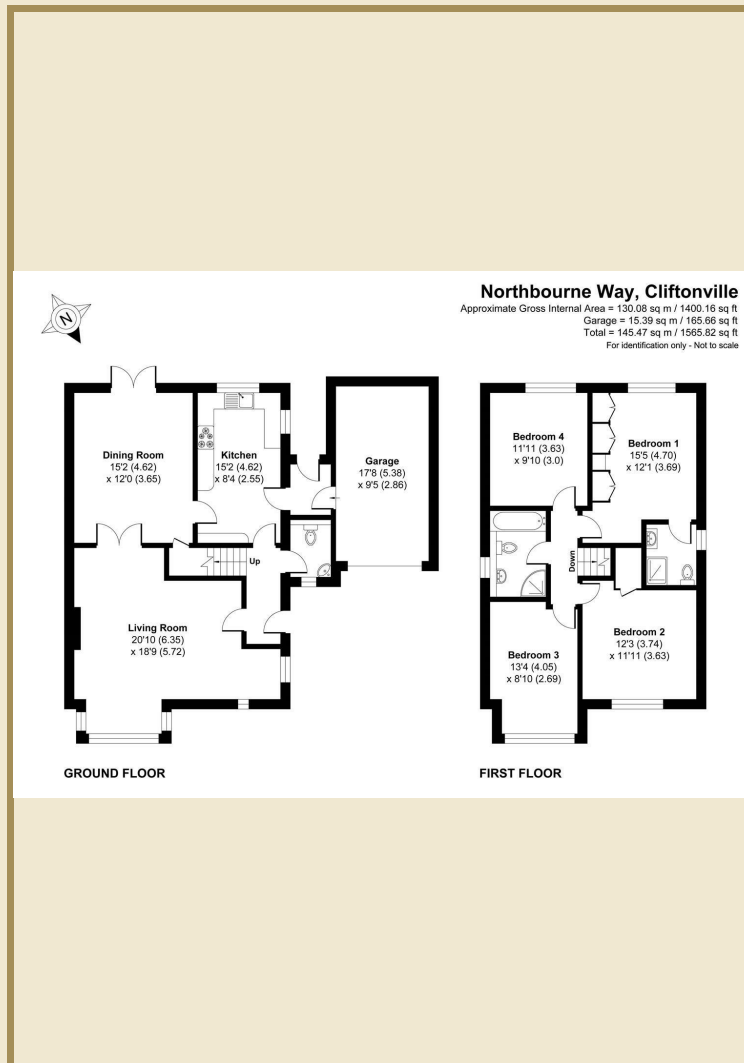 Northbourne Way, Cliftonville
Approximate Gross Internal Area = 130.08 sq m / 1400.16 sq ft
Garage = 15.39 sq m / 165.66 sq ft
Total = 145.47 sq m / 1565.82 sq ft
For identification only - Not to scale
N
Dining Room
15'2 (4.62)
x 12'0 (3.65)
Kitchen
15'2 (4.62)
x 8'4 (2.55)
Garage
17'8 (5.38)
x 9'5 (2.86)
Up
Living Room
20'10 (6.35)
x 18'9 (5.72)
GROUND FLOOR
Bedroom 4
11'11 (3.63)
x 9'10 (3.0)
Bedroom 1
15'5 (4.70)
x 12'1 (3.69)
Down
Bedroom 3
13'4 (4.05)
x 8'10 (2.69)
Bedroom 2
12'3 (3.74)
x 11'11 (3.63)
FIRST FLOOR